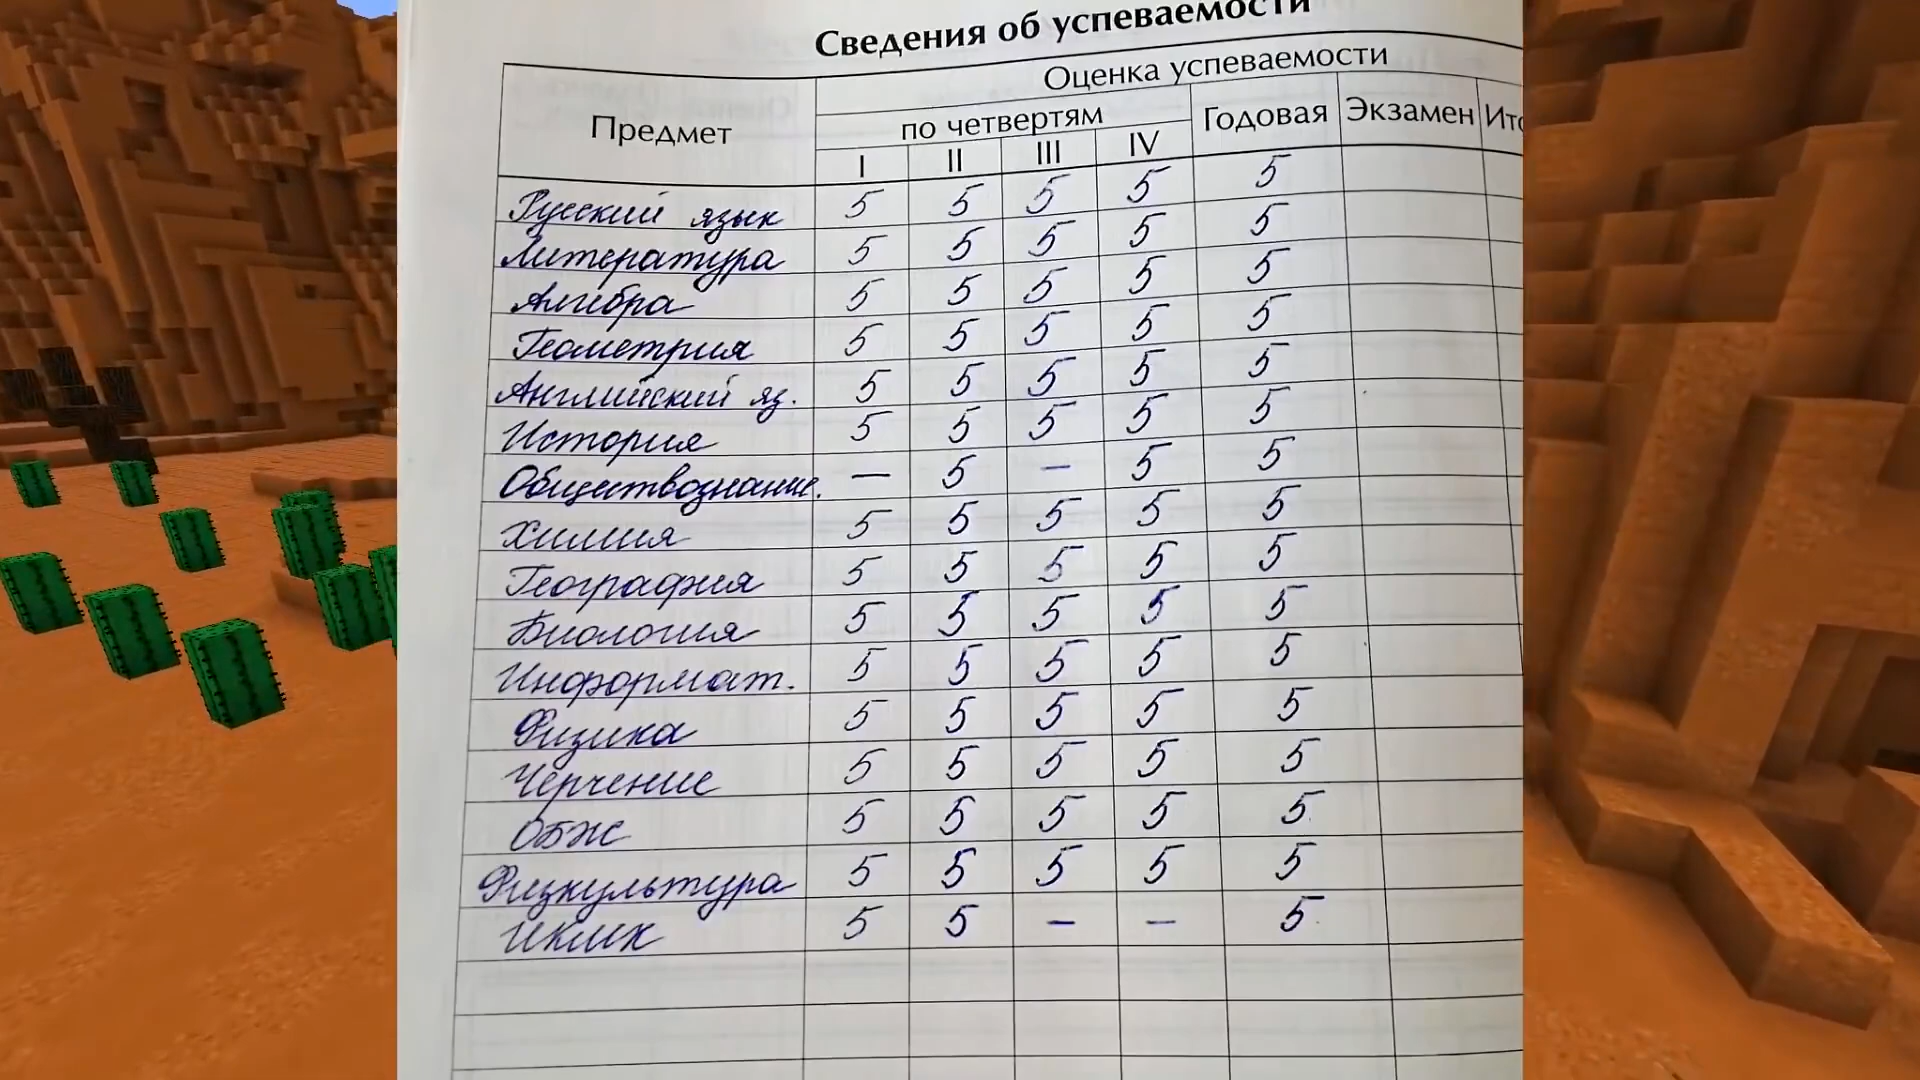 Сведения об успеваемости
Предмет
Оценка успеваемости
по четвертям
Годовая Экзамен
I II III IV
Русский язык 5 5 5 5 5
Литература 5 5 5 5 5
Алгебра 5 5 5 5 5
Геометрия 5 5 5 5 5
Английский яз. 5 5 5 5 5
История 5 5 5 5 5
Обществознание. — 5 – 5 5
Химия 5 5 5 5 5
География 5 5 5 5 5
Биология 5 5 5 5 5
Информат. 5 5 5 5 5
Физика 5 5 5 5 5
Черчение 5 5 5 5 5
ОБЖ 5 5 5 5 5
Физкультура 5 5 5 5 5
ИКМК 5 5 – – 5